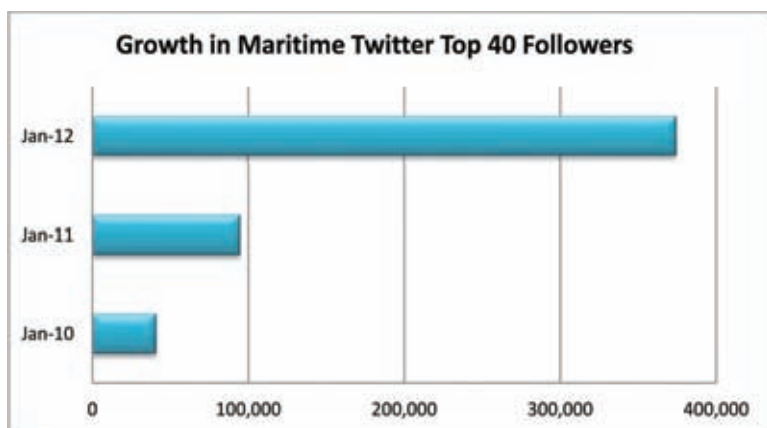 Growth in Maritime Twitter Top 40 Followers
Jan-12
Jan-11
Jan-10
0 100,000 200,000 300,000 400,000